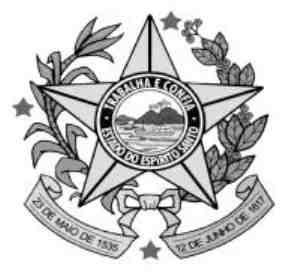 TRABALHA E CONFIA
ESTADO DO ESPIRITO SANTO
23 DE MAIO DE 1535
12 DE JUNHO DE 1817